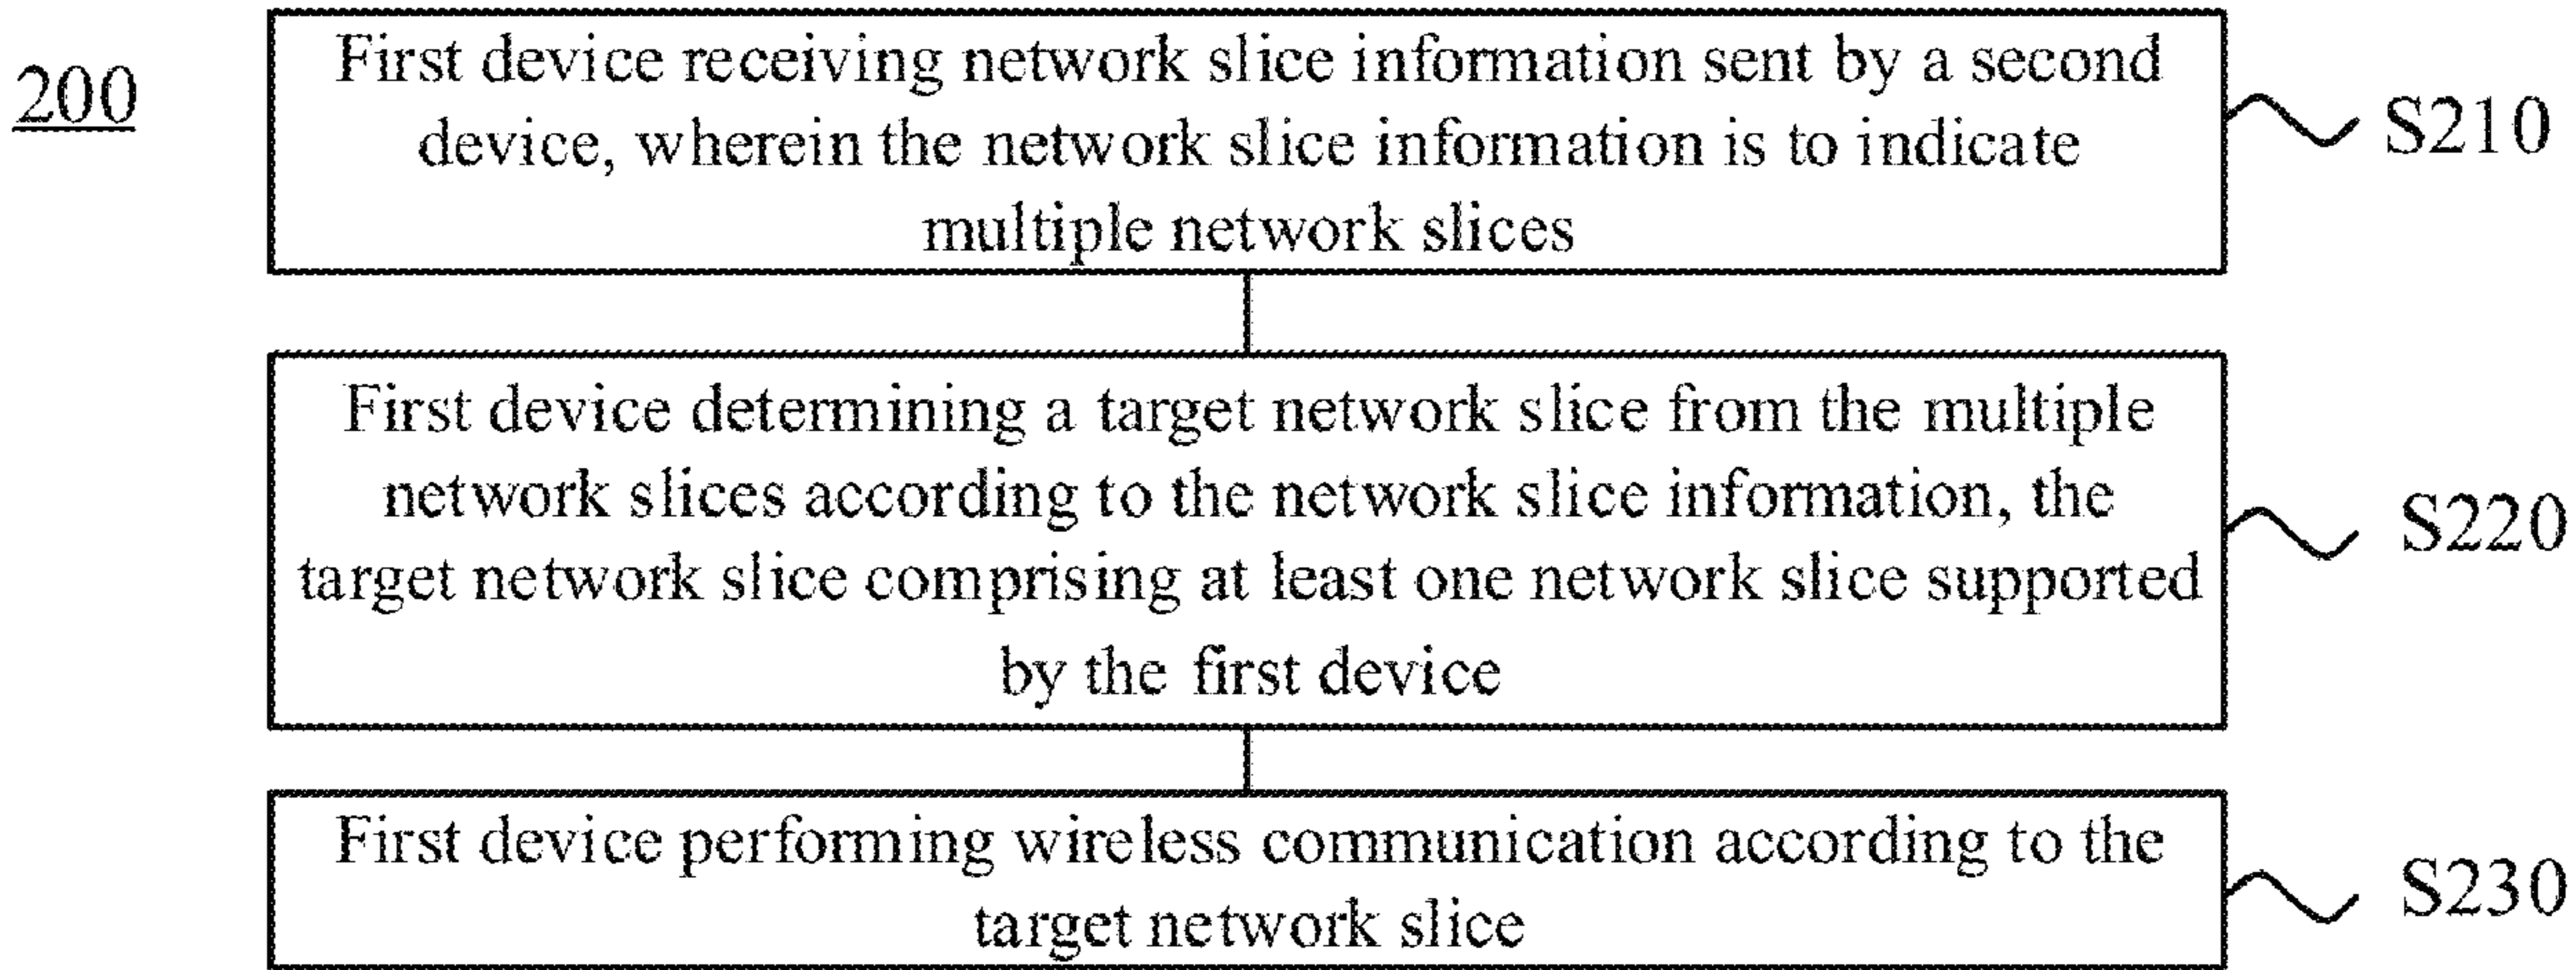 200
First device receiving network slice information sent by a second
device, wherein the network slice information is to indicate
multiple network slices
S210
First device determining a target network slice from the multiple
network slices according to the network slice information, the
target network slice comprising at least one network slice supported
by the first device
S220
First device performing wireless communication according to the
target network slice
S230